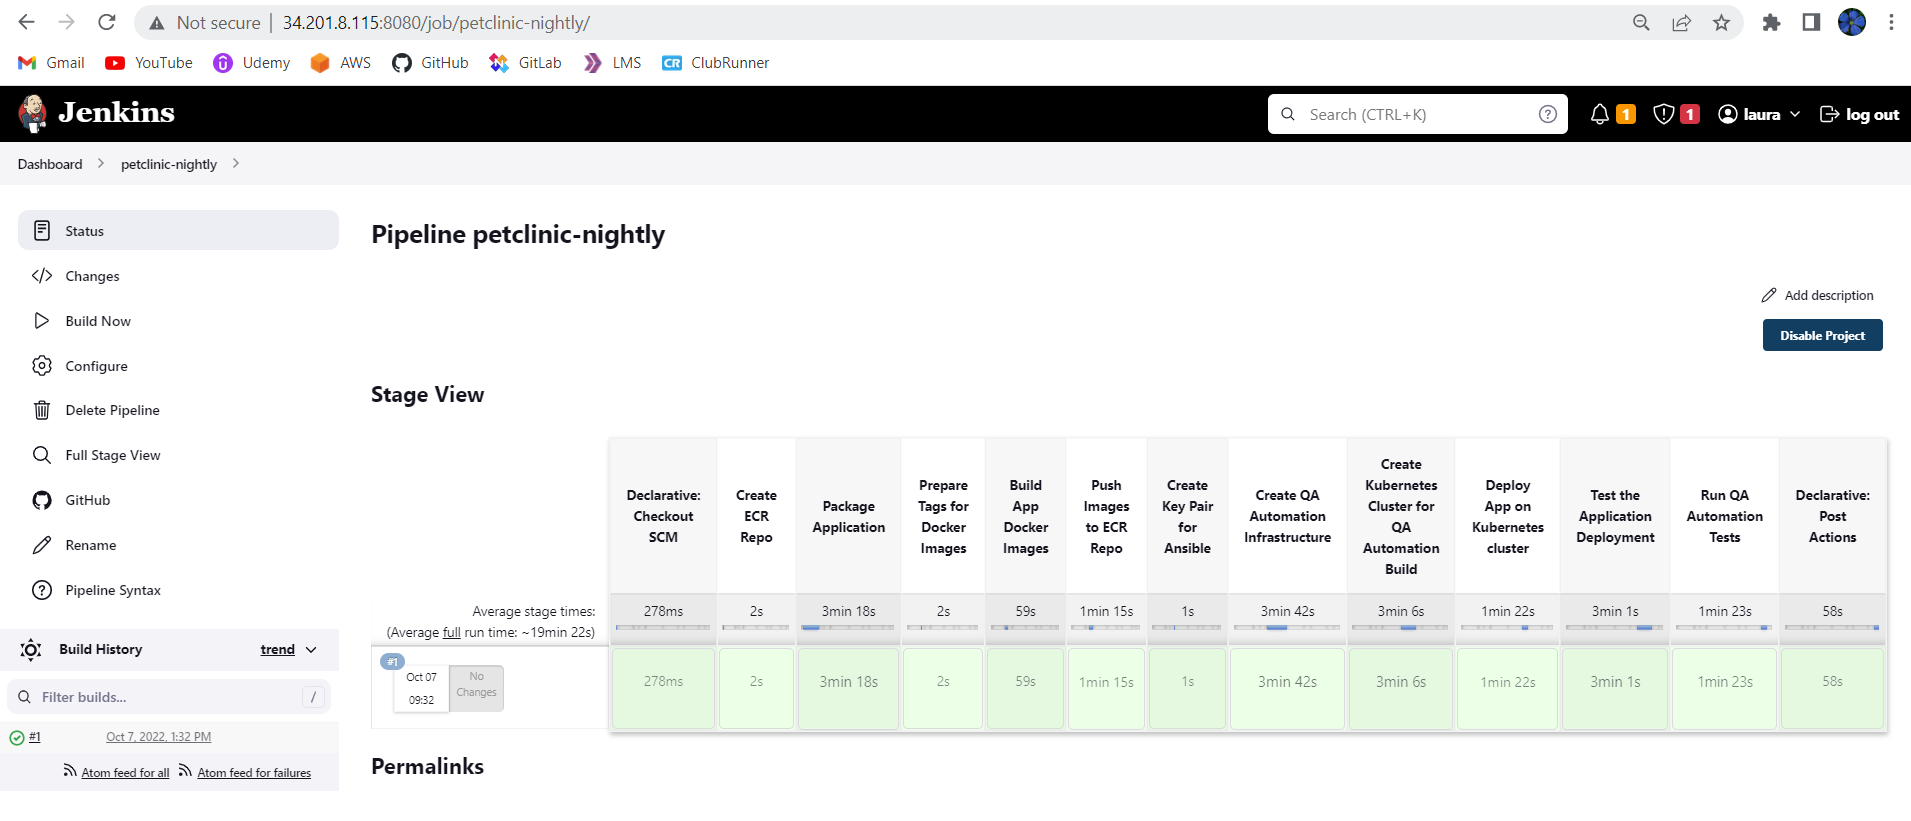 Not secure | 34.201.8.115:8080/job/petclinic-nightly/
Gmail YouTube Udemy AWS GitHub GitLab LMS CR ClubRunner
Jenkins Search (CTRL+K) ? 1 1 laura log out
Dashboard petclinic-nightly
Status
Changes
Build Now
Configure
Delete Pipeline
Full Stage View
GitHub
Rename
Pipeline Syntax
Build History trend
Filter builds... /
#1 Oct 7, 2022, 1:32 PM
Atom feed for all Atom feed for failures
Pipeline petclinic-nightly
Add description
Disable Project
Stage View
Declarative:
Checkout
SCM
Create
ECR
Repo
Package
Application
Prepare
Tags for
Docker
Images
Build
App
Docker
Images
Push
Images
to ECR
Repo
Create
Key Pair
for
Ansible
Create QA
Automation
Infrastructure
Create
Kubernetes
Cluster for
QA
Automation
Build
Deploy
App on
Kubernetes
cluster
Test the
Application
Deployment
Run QA
Automation
Tests
Declarative:
Post
Actions
Average stage times: 278ms 2s 3min 18s 2s 59s 1min 15s 1s 3min 42s 3min 6s 1min 22s 3min 1s 1min 23s 58s
(Average full run time: ~19min 22s)
#1
Oct 07
09:32
No
Changes
278ms 2s 3min 18s 2s 59s 1min 15s 1s 3min 42s 3min 6s 1min 22s 3min 1s 1min 23s 58s
Permalinks